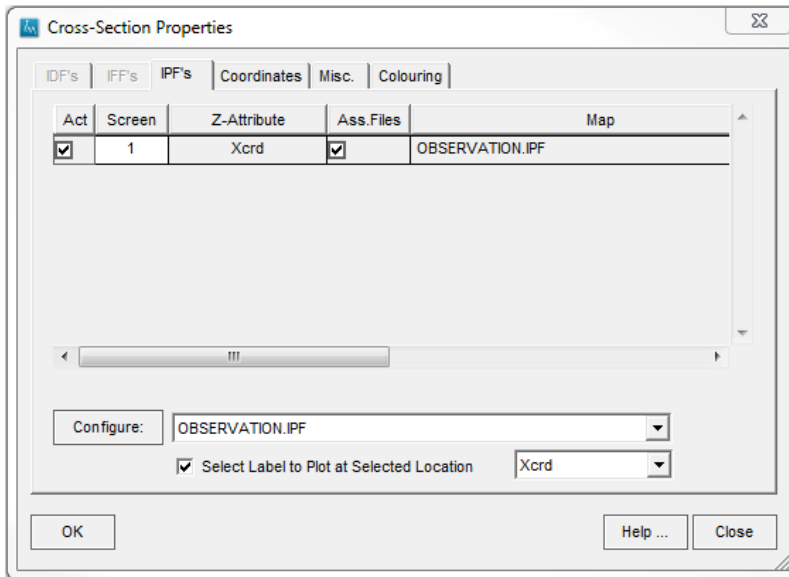 Cross-Section Properties
IDF's IFF's IPF's Coordinates Misc. Colouring
Act Screen Z-Attribute Ass.Files Map
1 Xcrd OBSERVATION.IPF
Configure: OBSERVATION.IPF
Select Label to Plot at Selected Location Xcrd
OK Help ... Close